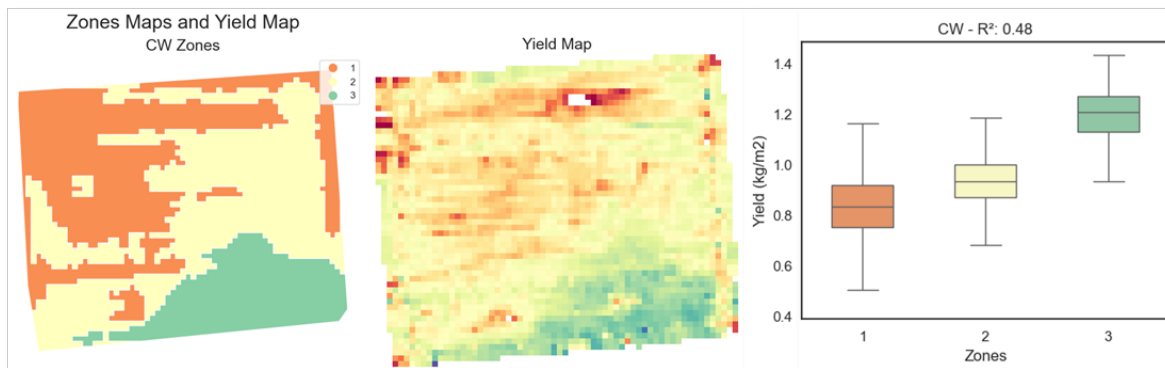 Zones Maps and Yield Map
CW Zones
1
2
3
Yield Map
CW - R²: 0.48
Yield (kg/m2)
1.4
1.2
1.0
0.8
0.6
0.4
1 2 3
Zones